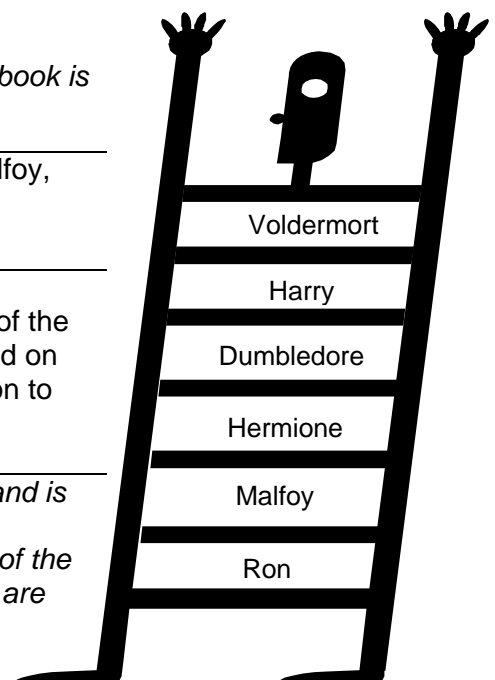 book is
lfoy,
of the
d on
on to
and is
of the
are
Voldermort
Harry
Dumbledore
Hermione
Malfoy
Ron